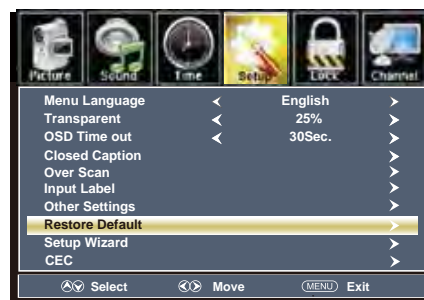 Picture Sound Time Setup Lock Channel
Menu Language English
Transparent 25%
OSD Time out 30Sec.
Closed Caption
Over Scan
Input Label
Other Settings
Restore Default
Setup Wizard
CEC
Select Move MENU Exit